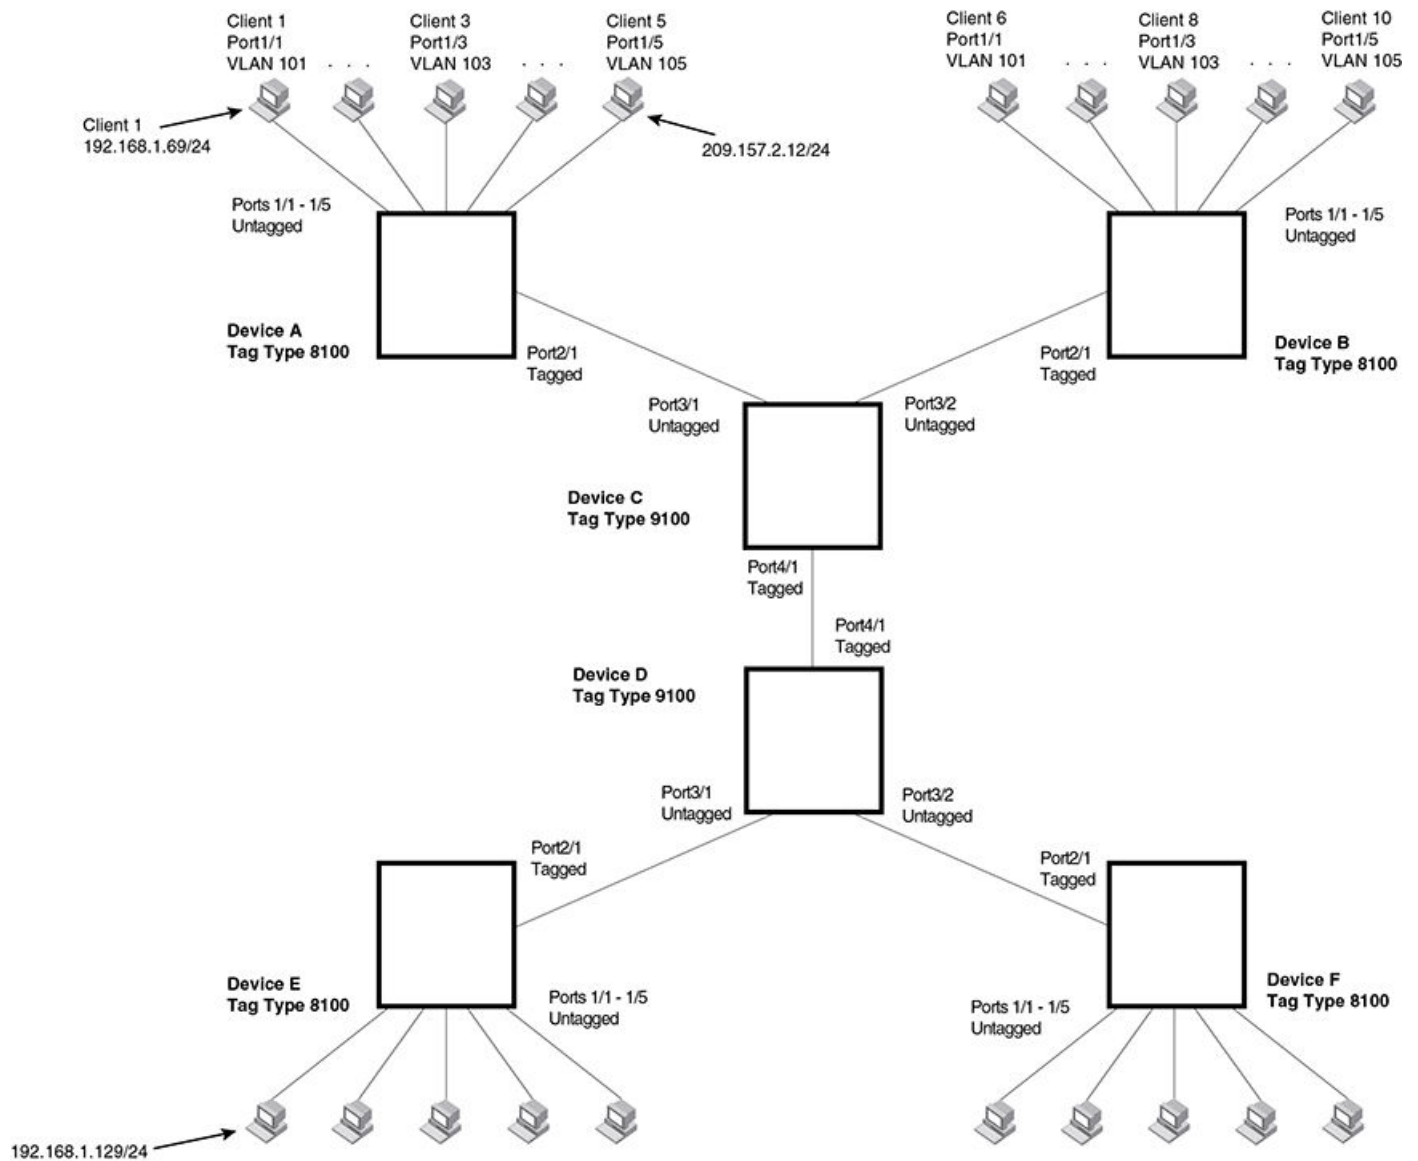 Client 1
Port1/1
VLAN 101
. . .
Client 3
Port1/3
VLAN 103
. . .
Client 5
Port1/5
VLAN 105
Client 6
Port1/1
VLAN 101
. . .
Client 8
Port1/3
VLAN 103
. . .
Client 10
Port1/5
VLAN 105
Client 1
192.168.1.69/24
209.157.2.12/24
Ports 1/1 - 1/5
Untagged
Ports 1/1 - 1/5
Untagged
Device A
Tag Type 8100
Port2/1
Tagged
Port2/1
Tagged
Device B
Tag Type 8100
Port3/1
Untagged
Port3/2
Untagged
Device C
Tag Type 9100
Port4/1
Tagged
Port4/1
Tagged
Device D
Tag Type 9100
Port3/1
Untagged
Port3/2
Untagged
Port2/1
Tagged
Port2/1
Tagged
Device E
Tag Type 8100
Ports 1/1 - 1/5
Untagged
Ports 1/1 - 1/5
Untagged
Device F
Tag Type 8100
192.168.1.129/24